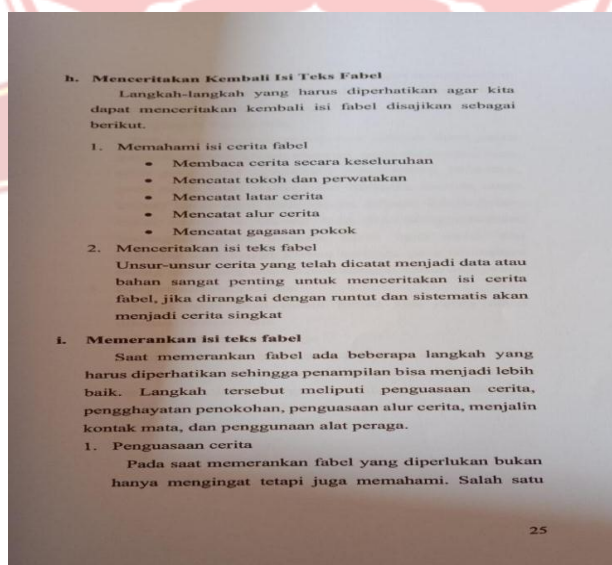 h. Menceritakan Kembali Isi Teks Fabel
Langkah-langkah yang harus diperhatikan agar kita
dapat menceritakan kembali isi fabel disajikan sebagai
berikut.
1. Memahami isi cerita fabel
• Membaca cerita secara keseluruhan
• Mencatat tokoh dan perwatakan
• Mencatat latar cerita
• Mencatat alur cerita
• Mencatat gagasan pokok
2. Menceritakan isi teks fabel
Unsur-unsur cerita yang telah dicatat menjadi data atau
bahan sangat penting untuk menceritakan isi cerita
fabel, jika dirangkai dengan runtut dan sistematis akan
menjadi cerita singkat
i. Memerankan isi teks fabel
Saat memerankan fabel ada beberapa langkah yang
harus diperhatikan sehingga penampilan bisa menjadi lebih
baik. Langkah tersebut meliputi penguasaan cerita,
pengghayatan penokohan, penguasaan alur cerita, menjalin
kontak mata, dan penggunaan alat peraga.
1. Penguasaan cerita
Pada saat memerankan fabel yang diperlukan bukan
hanya mengingat tetapi juga memahami. Salah satu
25